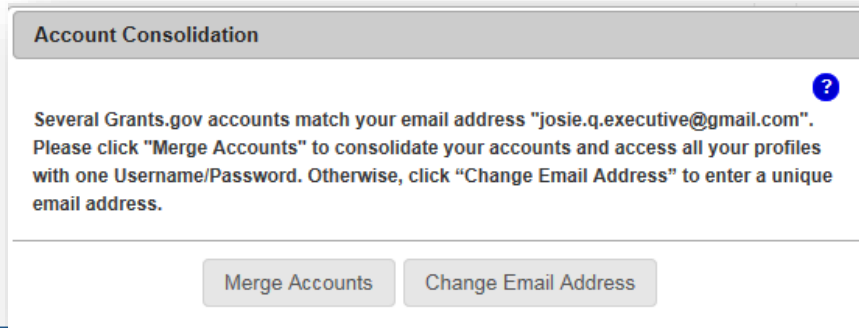 Account Consolidation
?
Several Grants.gov accounts match your email address "josie.q.executive@gmail.com".
Please click "Merge Accounts" to consolidate your accounts and access all your profiles
with one Username/Password. Otherwise, click “Change Email Address” to enter a unique
email address.
Merge Accounts
Change Email Address